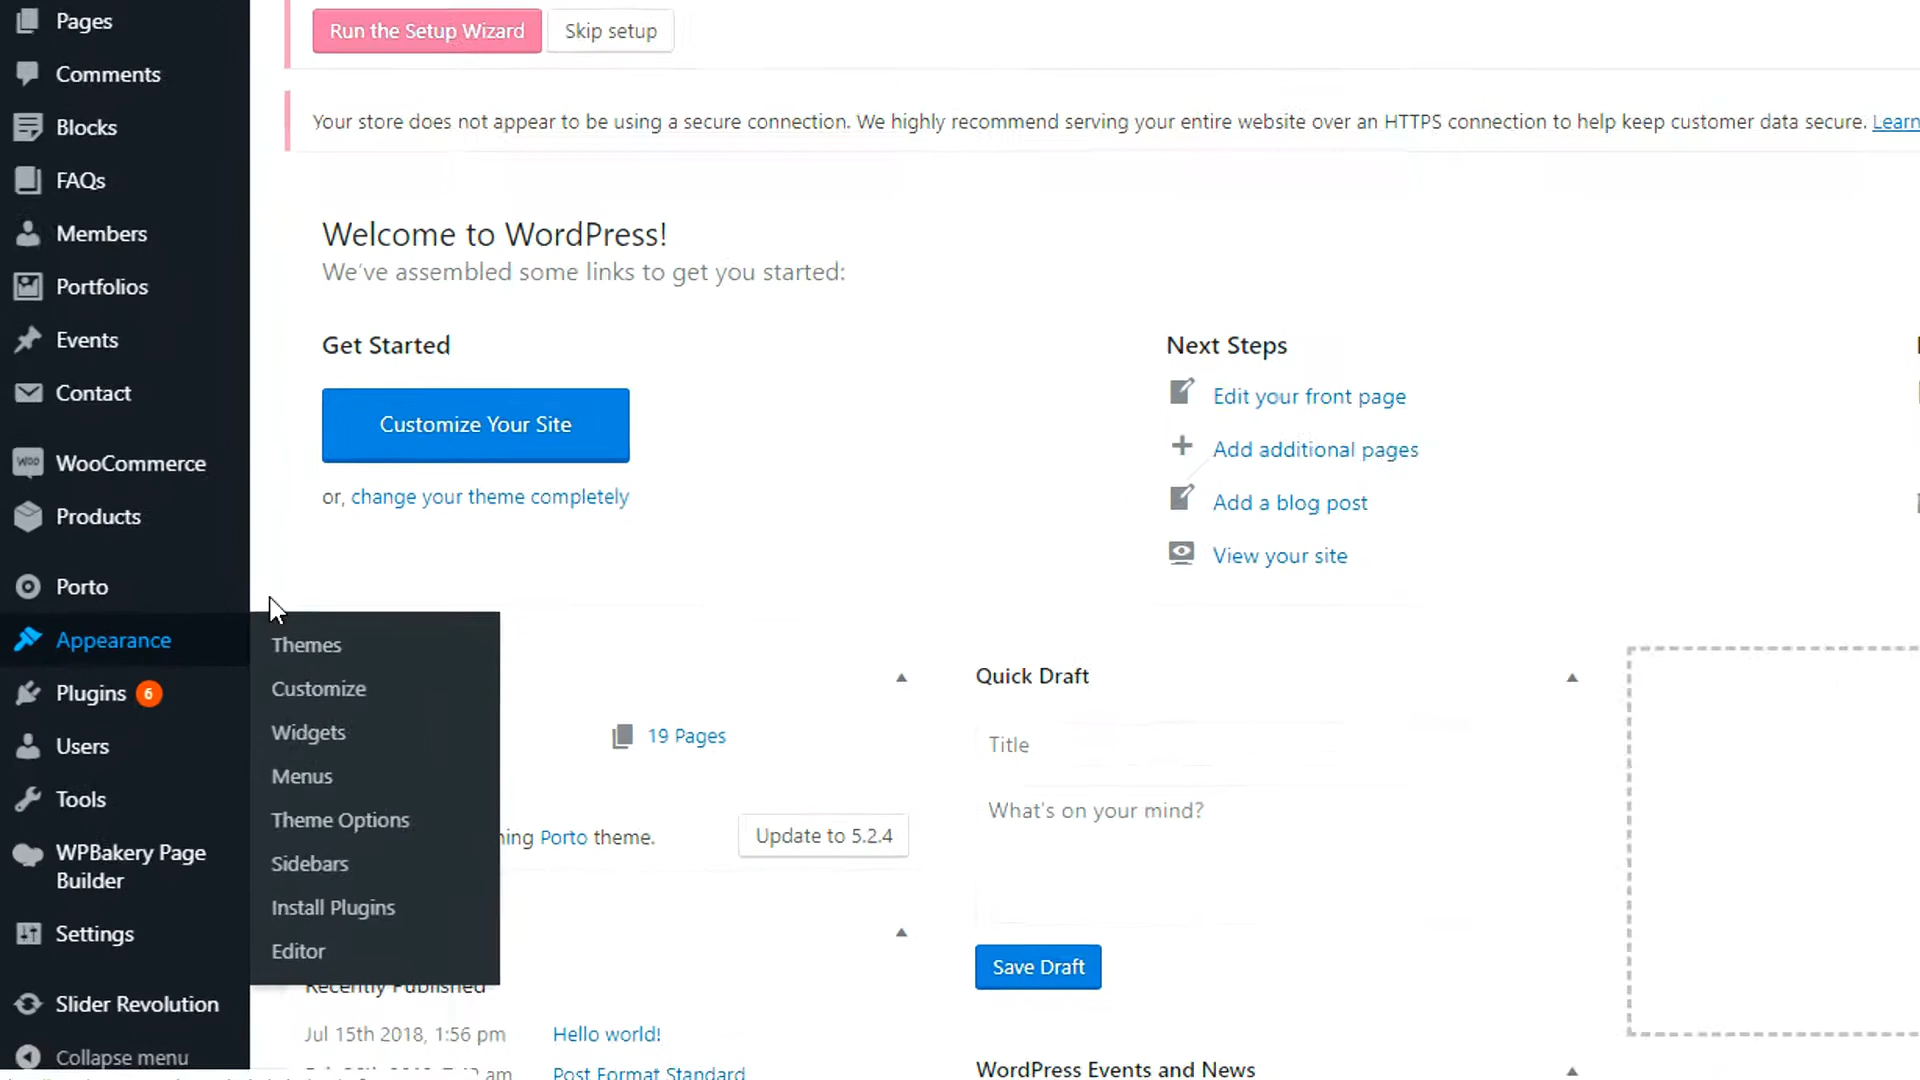 Pages
Comments
Blocks
FAQs
Members
Portfolios
Events
Contact
WOO
WooCommerce
Products
Porto
Appearance
Plugins 6
Users
Tools
WPBakery Page
Builder
Settings
Slider Revolution
Collapse menu
Themes
Customize
Widgets
Menus
Theme Options
Sidebars
Install Plugins
Editor
Run the Setup Wizard
Skip setup
Your store does not appear to be using a secure connection. We highly recommend serving your entire website over an HTTPS connection to help keep customer data secure. Learn
Welcome to WordPress!
We've assembled some links to get you started:
Get Started
Customize Your Site
or, change your theme completely
Next Steps
Edit your front page
Add additional pages
Add a blog post
View your site
19 Pages
Porto theme.
Update to 5.2.4
Recently Published
Jul 15th 2018, 1:56 pm Hello world!
am Post Format Standard
Quick Draft
Title
What's on your mind?
Save Draft
WordPress Events and News